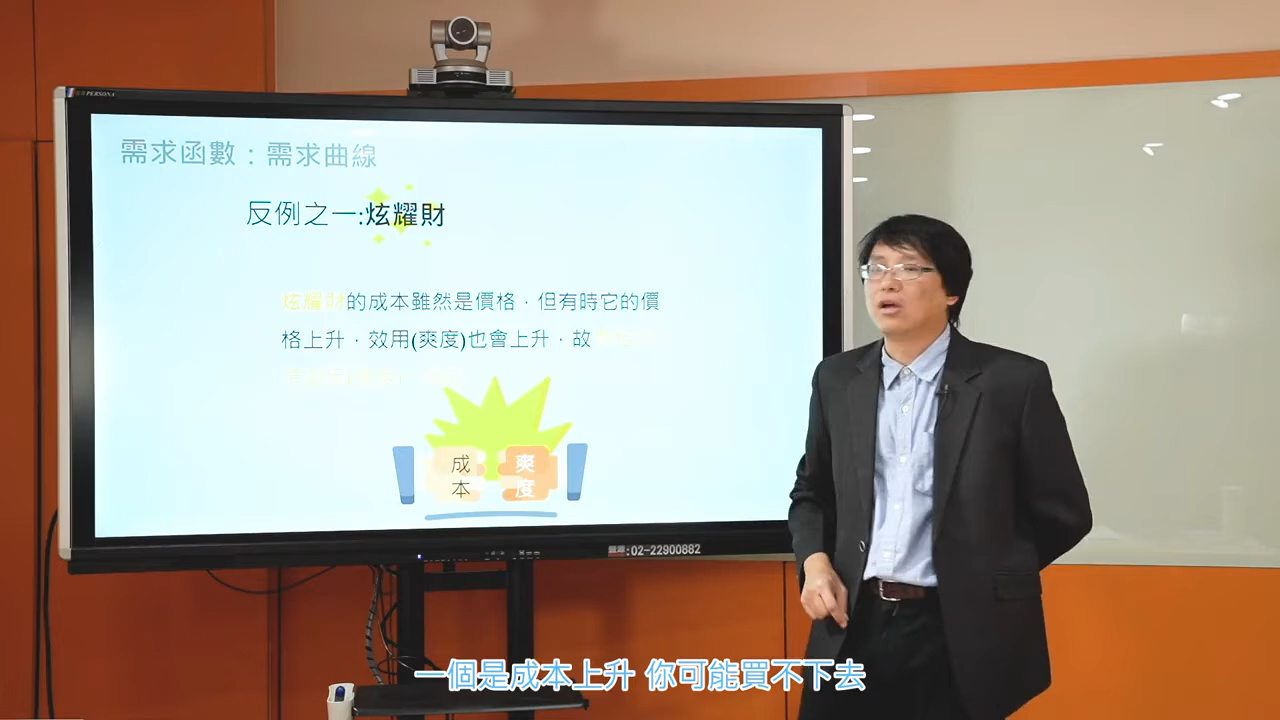 PERSONA
需求函數：需求曲線
反例之一:炫耀財
炫耀財的成本雖然是價格，但有時它的價
格上升，效用(爽度)也會上升，故
成本
爽度
:02-22900882
一個是成本上升 你可能買不下去